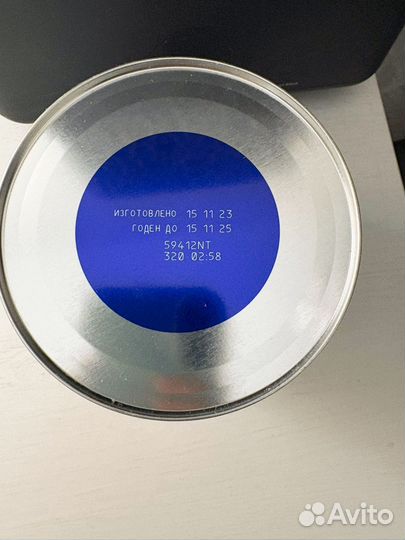 ИЗГОТОВЛЕНО 15 11 23
ГОДЕН ДО 15 11 25
59412NT
320 02:58
Avito